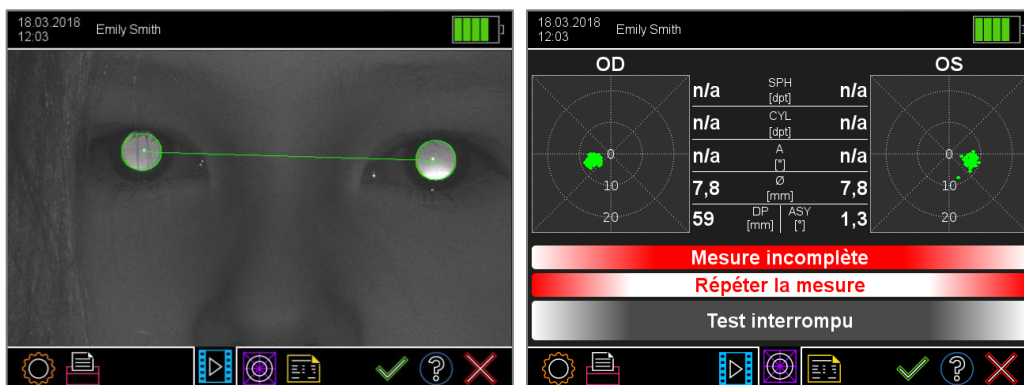 18.03.2018
12:03
Emily Smith
18.03.2018
12:03
Emily Smith
OD
OS
n/a SPH [dpt] n/a
n/a CYL [dpt] n/a
n/a A [°] n/a
7,8 Ø [mm] 7,8
59 DP [mm] ASY [°] 1,3
0
10
20
0
10
20
Mesure incomplète
Répéter la mesure
Test interrompu